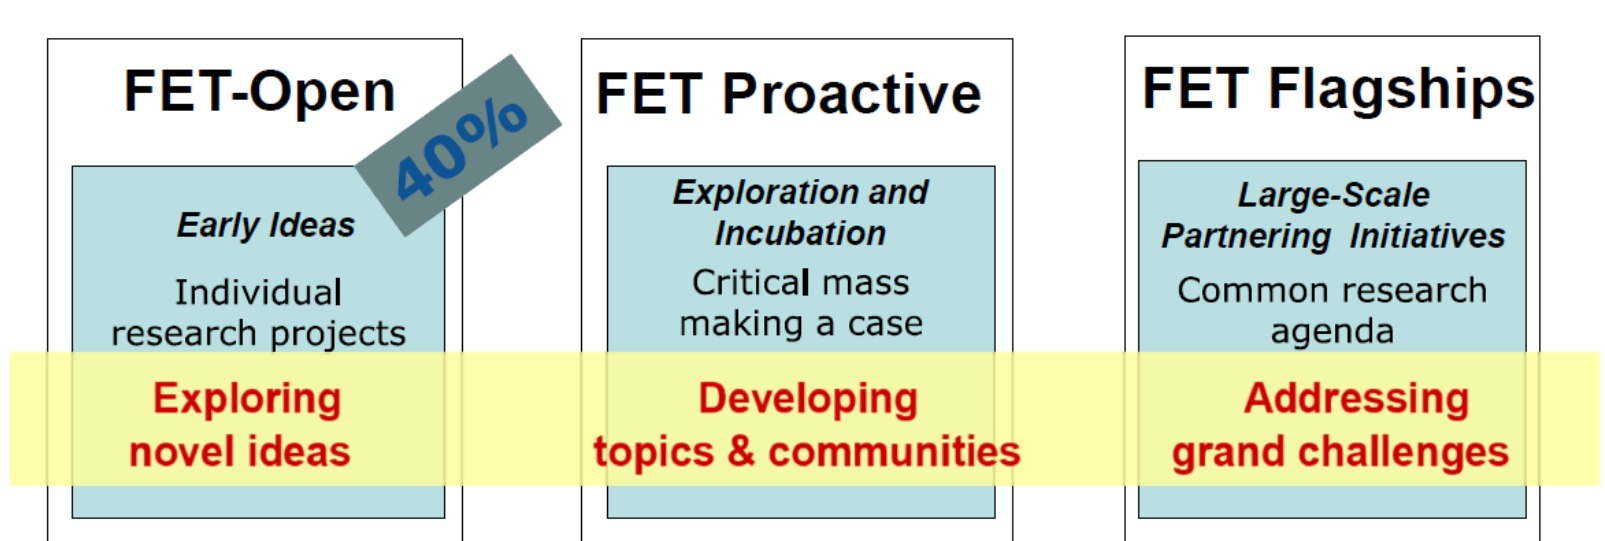 FET-Open
40%
Early Ideas
Individual
research projects
Exploring
novel ideas
FET Proactive
Exploration and
Incubation
Critical mass
making a case
Developing
topics & communities
FET Flagships
Large-Scale
Partnering Initiatives
Common research
agenda
Addressing
grand challenges